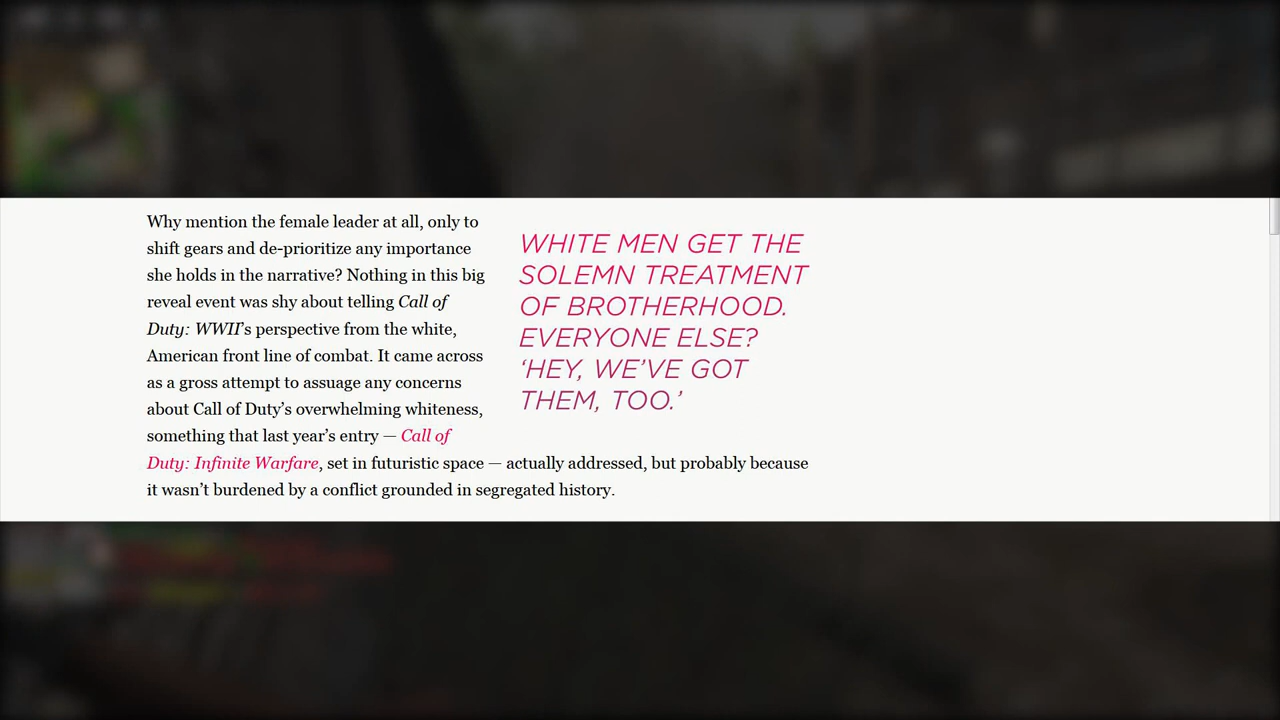 Why mention the female leader at all, only to
shift gears and de-prioritize any importance
she holds in the narrative? Nothing in this big
reveal event was shy about telling Call of
Duty: WWII’s perspective from the white,
American front line of combat. It came across
as a gross attempt to assuage any concerns
about Call of Duty’s overwhelming whiteness,
something that last year’s entry — Call of
Duty: Infinite Warfare, set in futuristic space — actually addressed, but probably because
it wasn’t burdened by a conflict grounded in segregated history.
WHITE MEN GET THE
SOLEMN TREATMENT
OF BROTHERHOOD.
EVERYONE ELSE?
‘HEY, WE’VE GOT
THEM, TOO.’